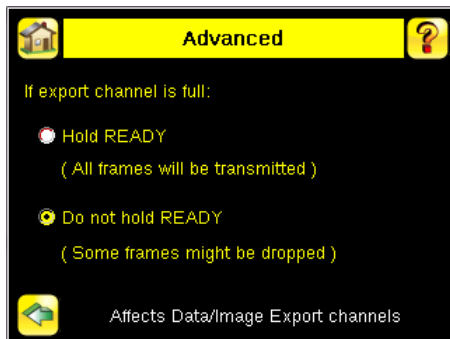 Advanced
?
If export channel is full:
Hold READY
( All frames will be transmitted )
Do not hold READY
( Some frames might be dropped )
Affects Data/Image Export channels